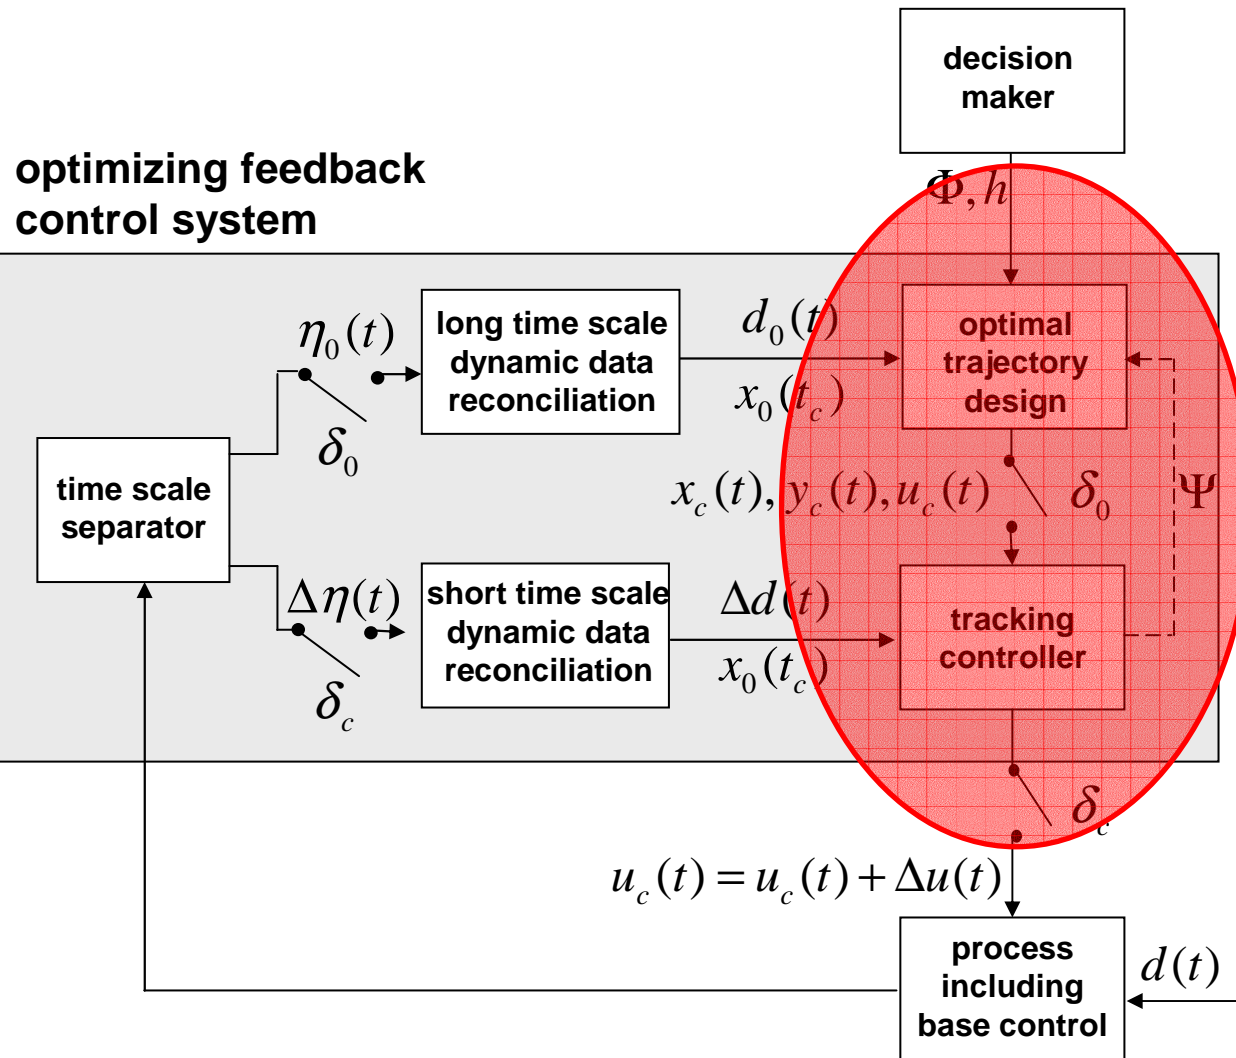 decision
maker
optimizing feedback
control system
Φ, h
η₀(t)
long time scale
dynamic data
reconciliation
d₀(t)
x₀(t_c)
optimal
trajectory
design
δ₀
time scale
separator
x_c(t), y_c(t), u_c(t)
δ₀
Ψ
Δη(t)
short time scale
dynamic data
reconciliation
Δd(t)
x₀(t_c)
tracking
controller
δ_c
δ_c
u_c(t) = u_c(t) + Δu(t)
process
including
base control
d(t)